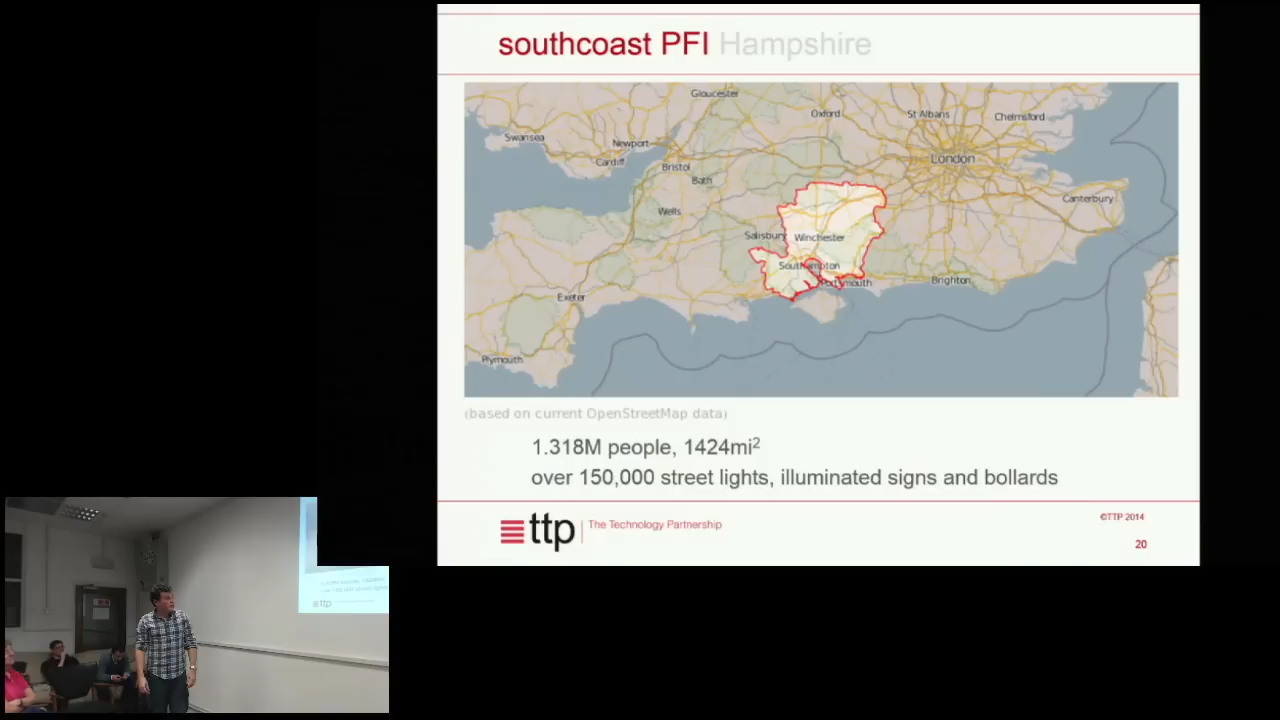 southcoast PFI Hampshire
Gloucester
Oxford
St Albans
Chelmsford
Swansea
Newport
Cardiff
Bristol
London
Bath
Canterbury
Wells
Salisbury
Winchester
Southampton
Portsmouth
Brighton
Exeter
Plymouth
(based on current OpenStreetMap data)
1.318M people, 1424mi²
over 150,000 street lights, illuminated signs and bollards
ttp
The Technology Partnership
©TTP 2014
20
ttp